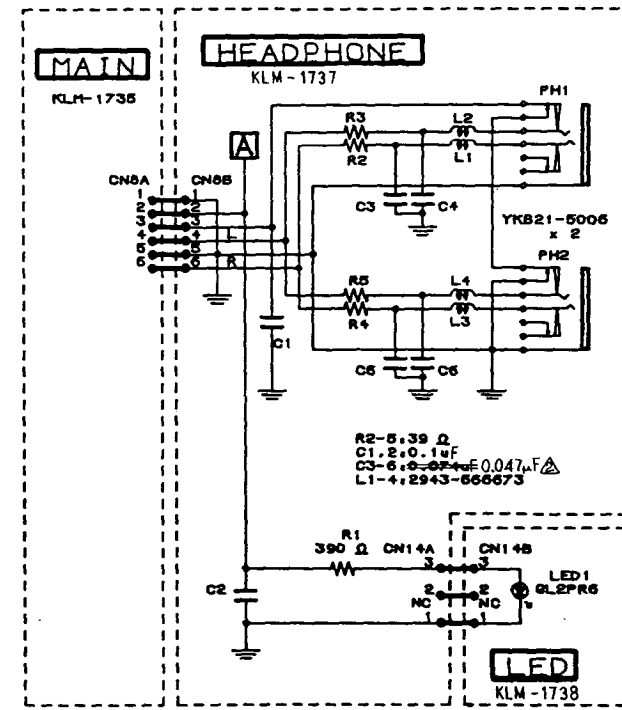 MAIN
KLM-1735
HEADPHONE
KLM-1737
A
CN8A
CN8B
1
2
3
4
5
6
1
2
3
4
5
6
L
R
R3
R2
L2
L1
C3
C4
PH1
YKB21-5006
x 2
PH2
R5
R4
L4
L3
C5
C6
C1
R2-5:39 Ω
C1,2:0.1uF
C3-6:0.074uF 0.047μF 2
L1-4:2943-666673
R1
390 Ω
CN14A
CN14B
3
3
2
2
NC
NC
1
1
C2
LED1
GL2PR6
LED
KLM-1738